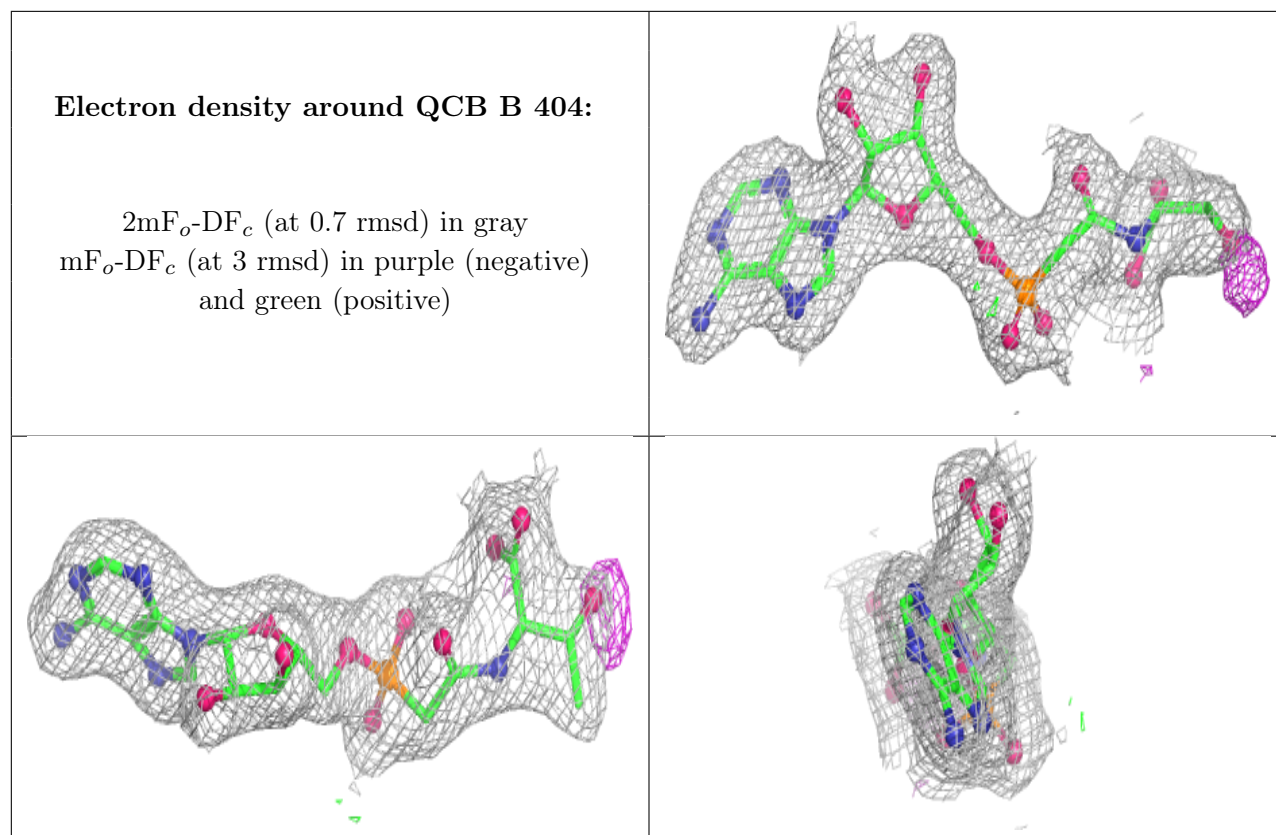 Electron density around QCB B 404:
2mFo-DFc (at 0.7 rmsd) in gray
mFo-DFc (at 3 rmsd) in purple (negative)
and green (positive)